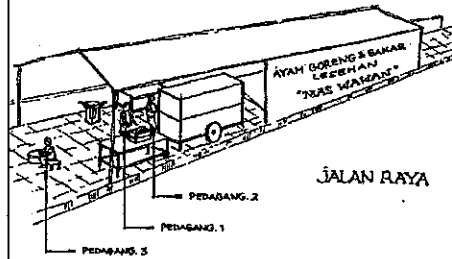 AYAM GORENG & BAKAR
LESEHAN
"MAS WAWAN"
JALAN RAYA
PEDAGANG.2
PEDAGANG.1
PEDAGANG.3